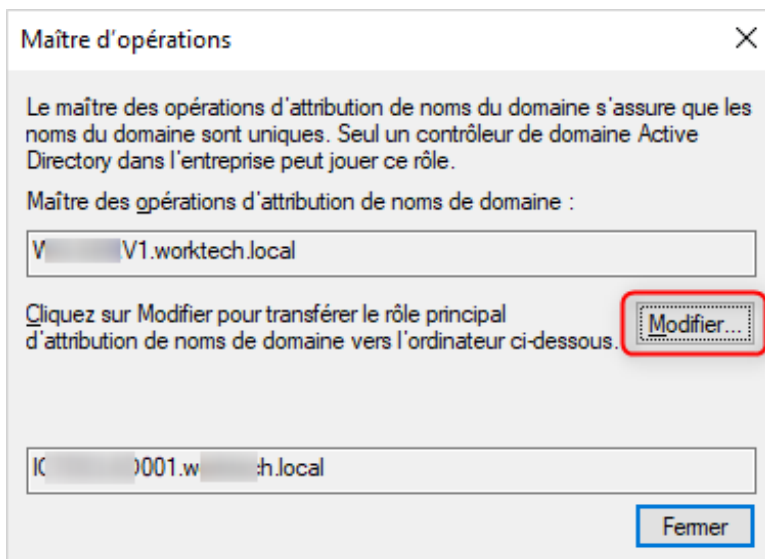 Maître d'opérations
Le maître des opérations d'attribution de noms du domaine s'assure que les
noms du domaine sont uniques. Seul un contrôleur de domaine Active
Directory dans l'entreprise peut jouer ce rôle.
Maître des opérations d'attribution de noms de domaine :
V1.worktech.local
Cliquez sur Modifier pour transférer le rôle principal
d'attribution de noms de domaine vers l'ordinateur ci-dessous.
Modifier...
001.w h.local
Fermer